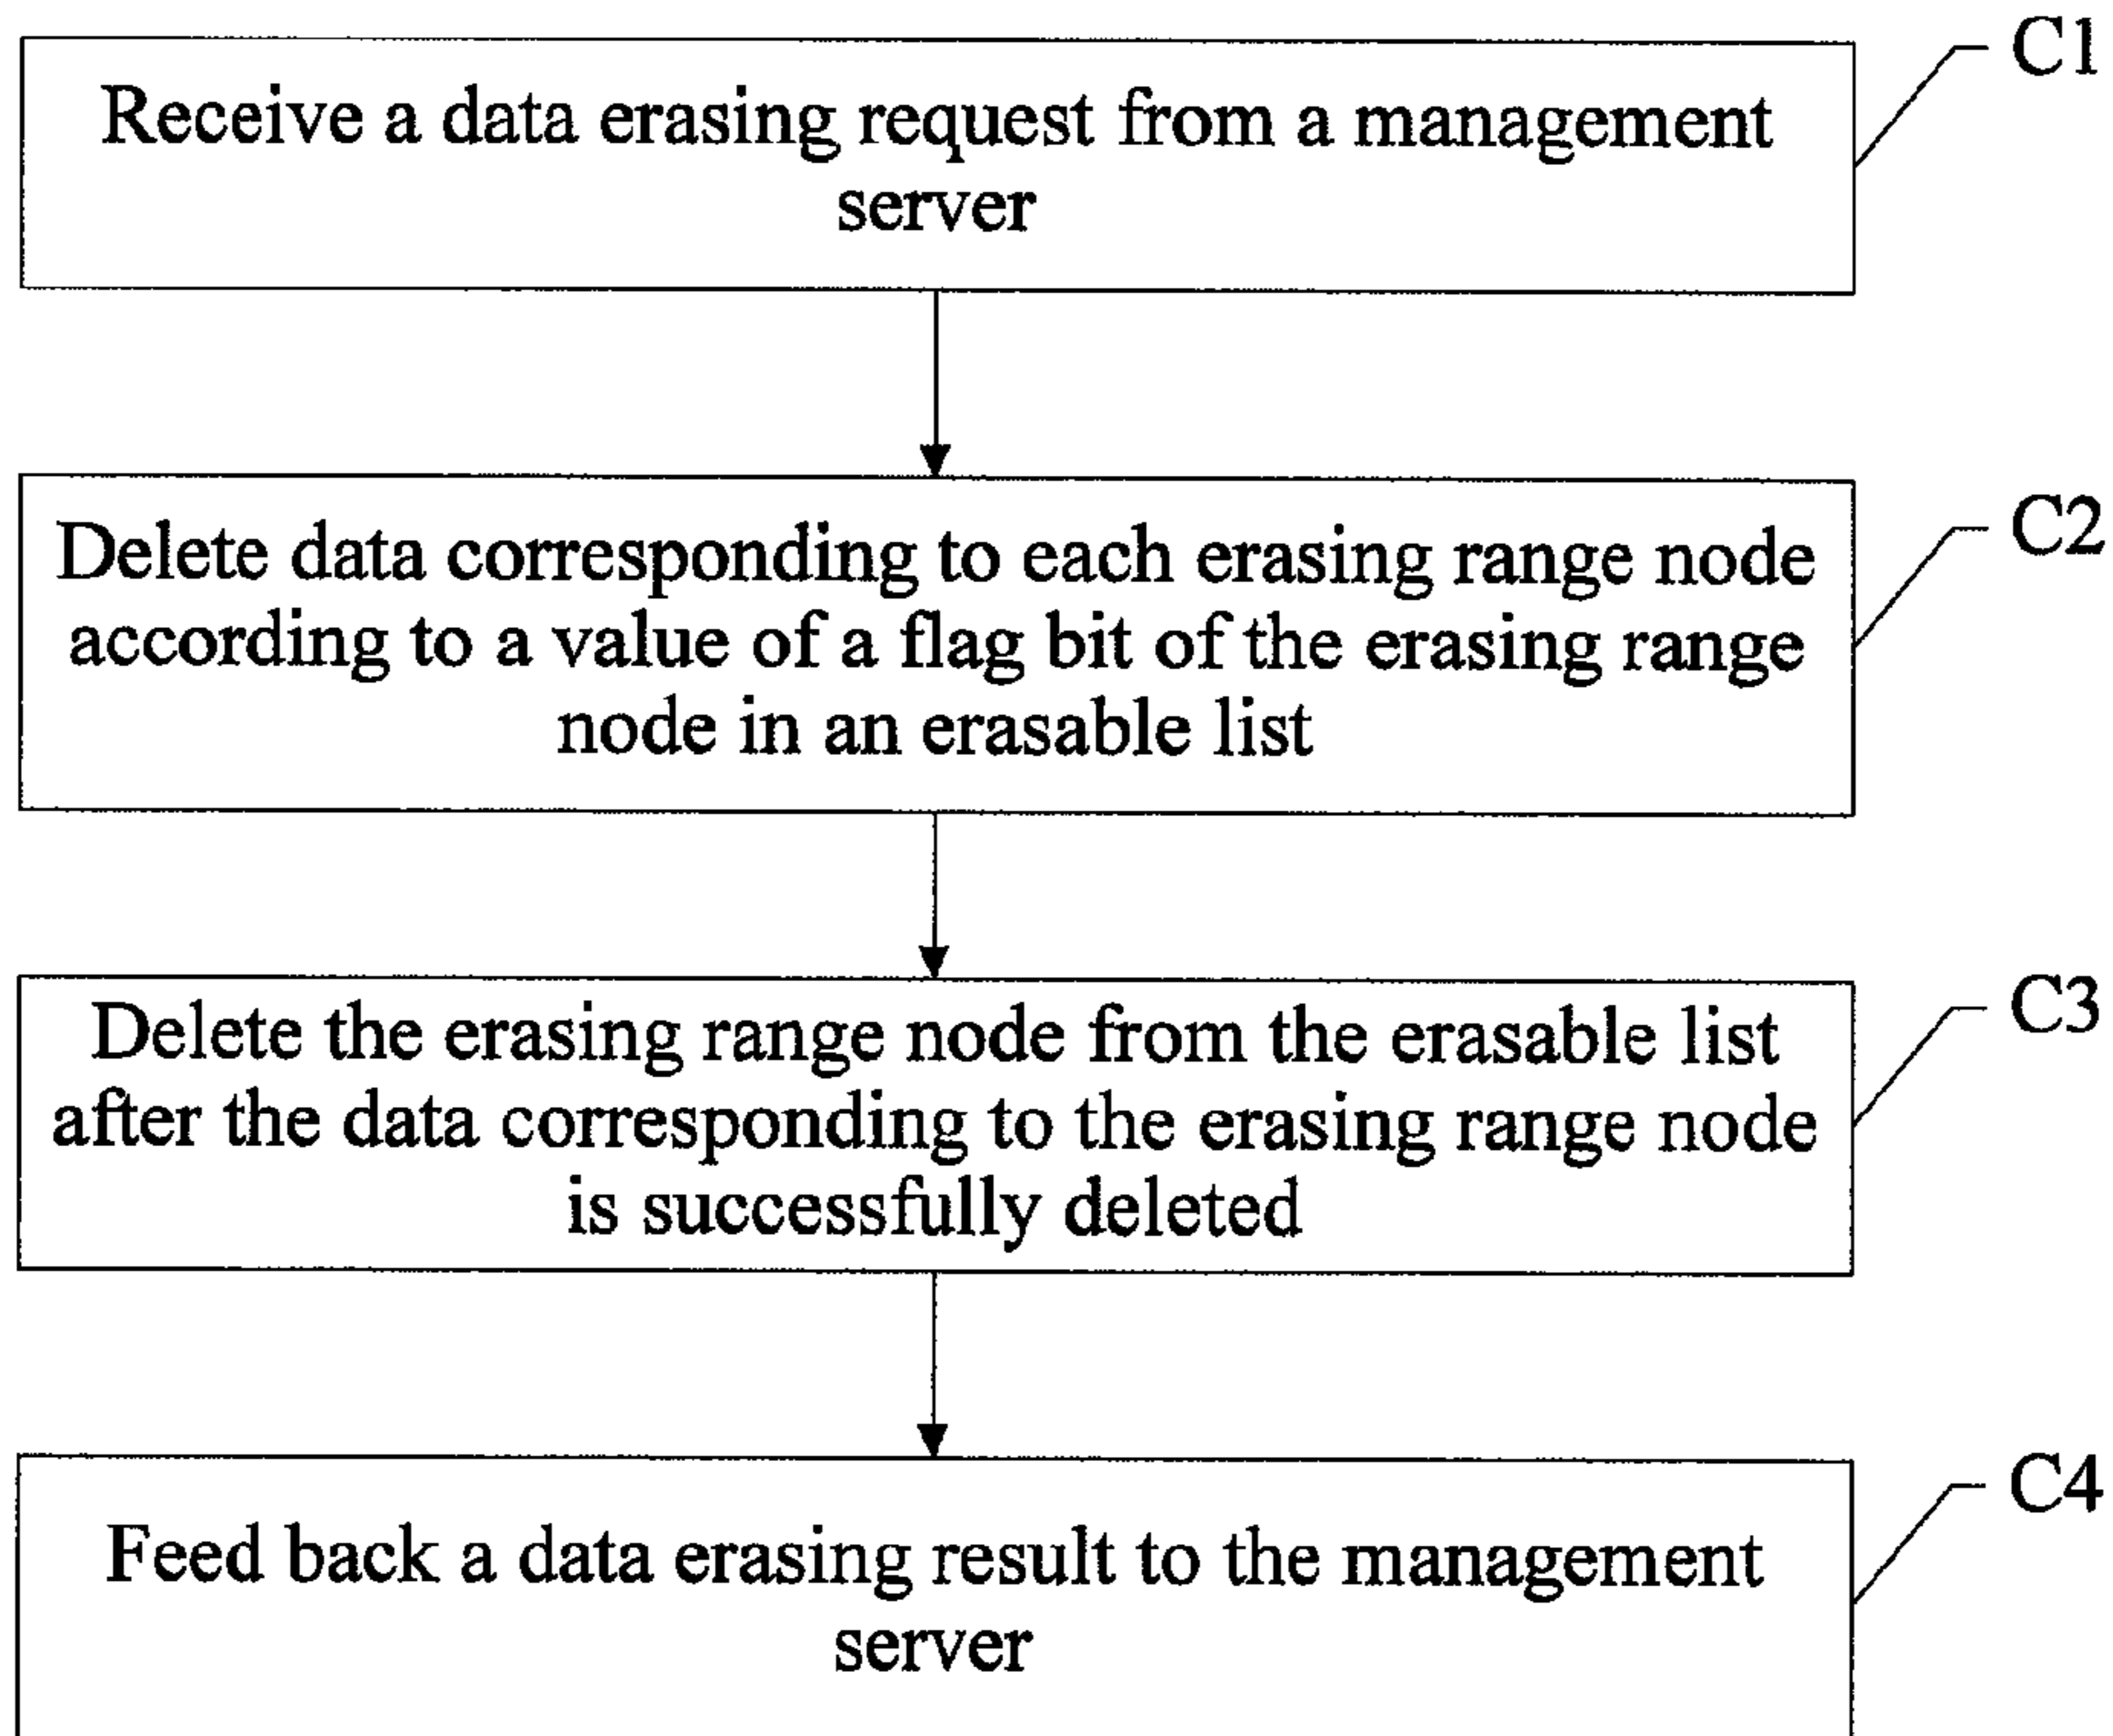 C1
Receive a data erasing request from a management
server
C2
Delete data corresponding to each erasing range node
according to a value of a flag bit of the erasing range
node in an erasable list
C3
Delete the erasing range node from the erasable list
after the data corresponding to the erasing range node
is successfully deleted
C4
Feed back a data erasing result to the management
server